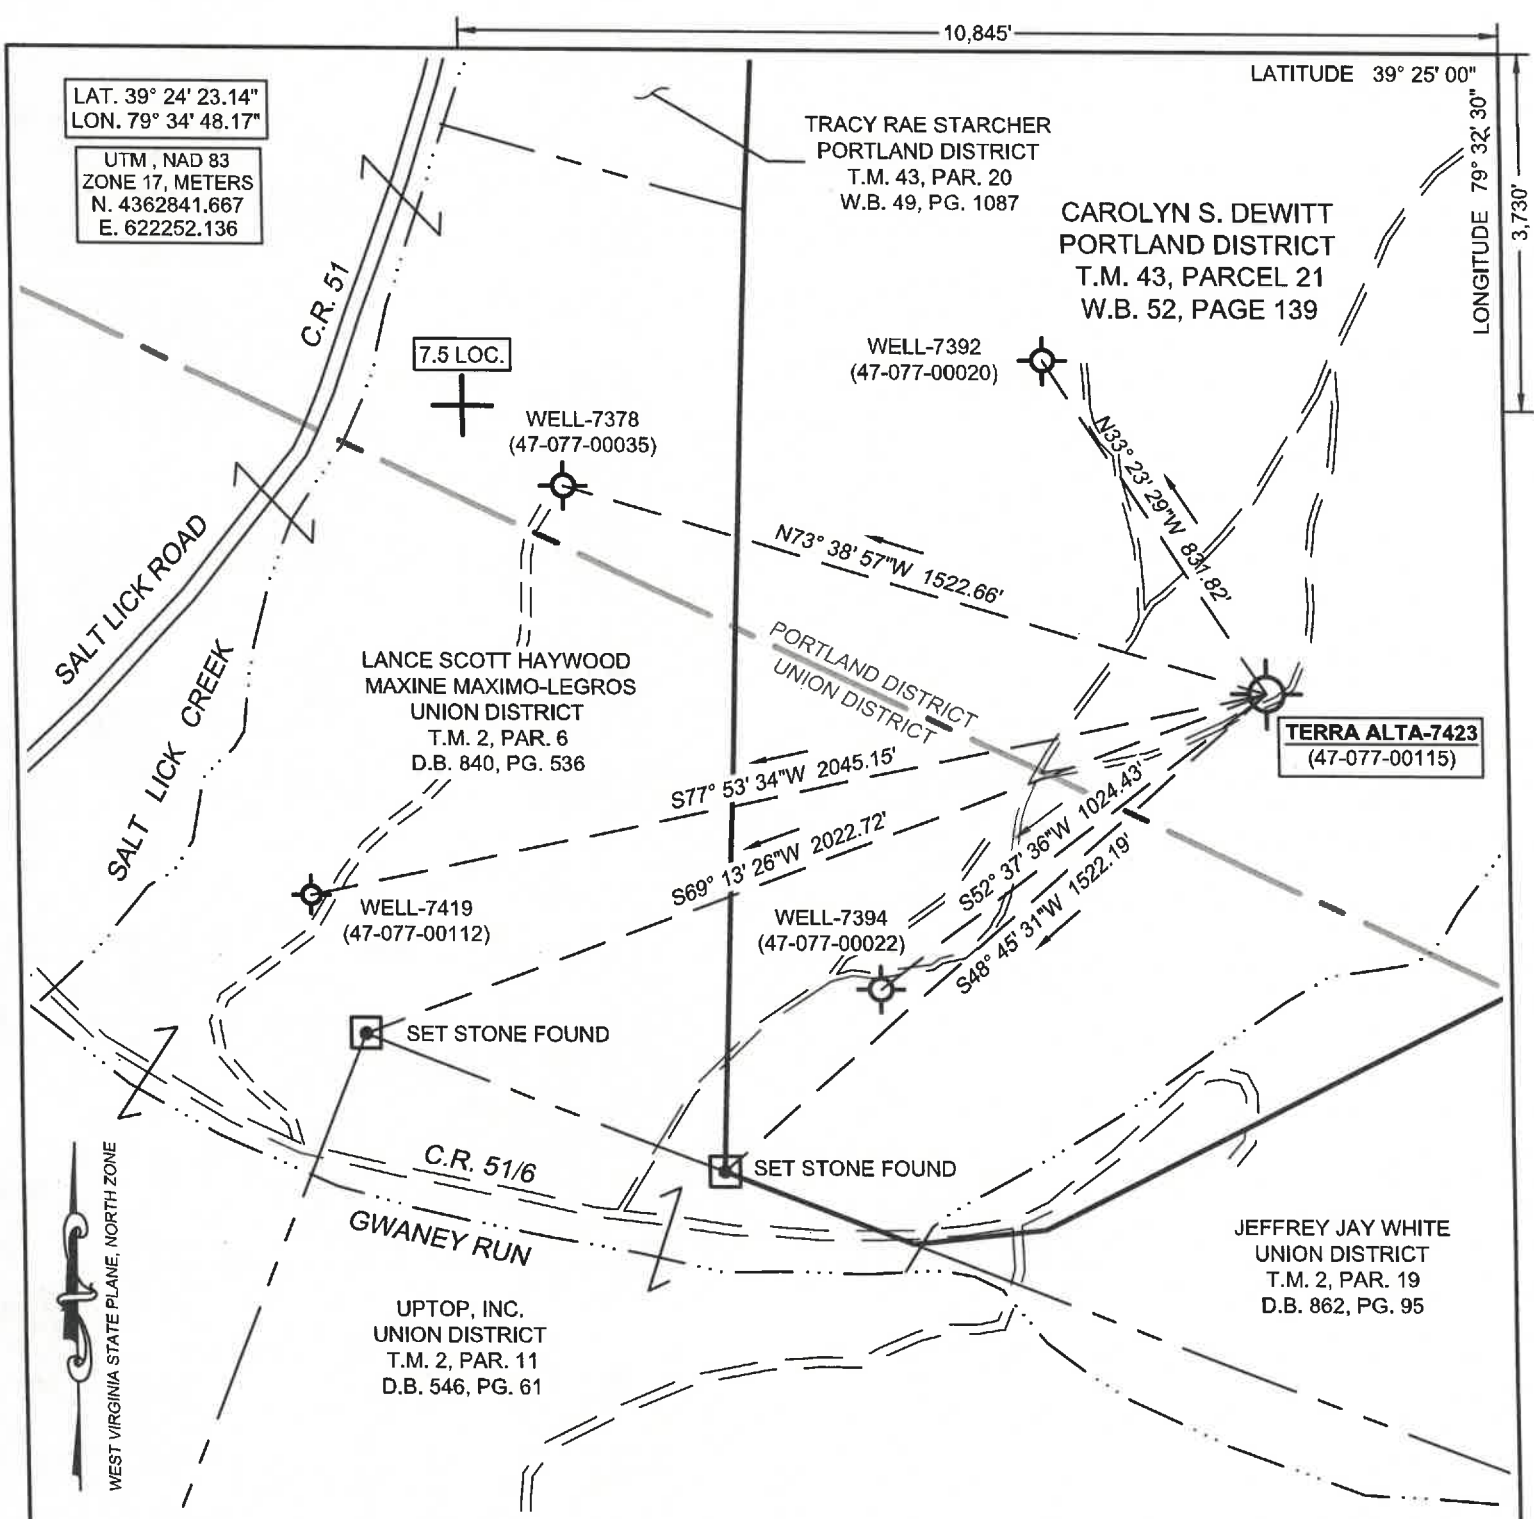 10,845'
LATITUDE 39° 25' 00"
LAT. 39° 24' 23.14"
LON. 79° 34' 48.17"
UTM , NAD 83
ZONE 17, METERS
N. 4362841.667
E. 622252.136
TRACY RAE STARCHER
PORTLAND DISTRICT
T.M. 43, PAR. 20
W.B. 49, PG. 1087
LONGITUDE 79° 32' 30"
3,730'
CAROLYN S. DEWITT
PORTLAND DISTRICT
T.M. 43, PARCEL 21
W.B. 52, PAGE 139
C.R. 51
7.5 LOC.
WELL-7392
(47-077-00020)
WELL-7378
(47-077-00035)
N33° 23' 29"W 831.82'
N73° 38' 57"W 1522.66'
SALT LICK ROAD
SALT LICK CREEK
LANCE SCOTT HAYWOOD
MAXINE MAXIMO-LEGROS
UNION DISTRICT
T.M. 2, PAR. 6
D.B. 840, PG. 536
PORTLAND DISTRICT
UNION DISTRICT
TERRA ALTA-7423
(47-077-00115)
S77° 53' 34"W 2045.15'
S69° 13' 26"W 2022.72'
S52° 37' 36"W 1024.43'
S48° 45' 31"W 1522.19'
WELL-7419
(47-077-00112)
WELL-7394
(47-077-00022)
SET STONE FOUND
SET STONE FOUND
C.R. 51/6
GWANEY RUN
WEST VIRGINIA STATE PLANE, NORTH ZONE
JEFFREY JAY WHITE
UNION DISTRICT
T.M. 2, PAR. 19
D.B. 862, PG. 95
UPTOP, INC.
UNION DISTRICT
T.M. 2, PAR. 11
D.B. 546, PG. 61